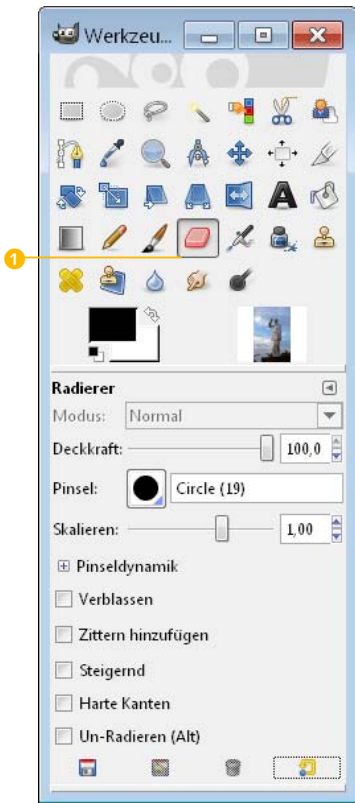 Werkzeu...
1
A
Radierer
Modus: Normal
Deckkraft: 100,0
Pinsel: Circle (19)
Skalieren: 1,00
Pinseldynamik
Verblassen
Zittern hinzufügen
Steigernd
Harte Kanten
Un-Radieren (Alt)